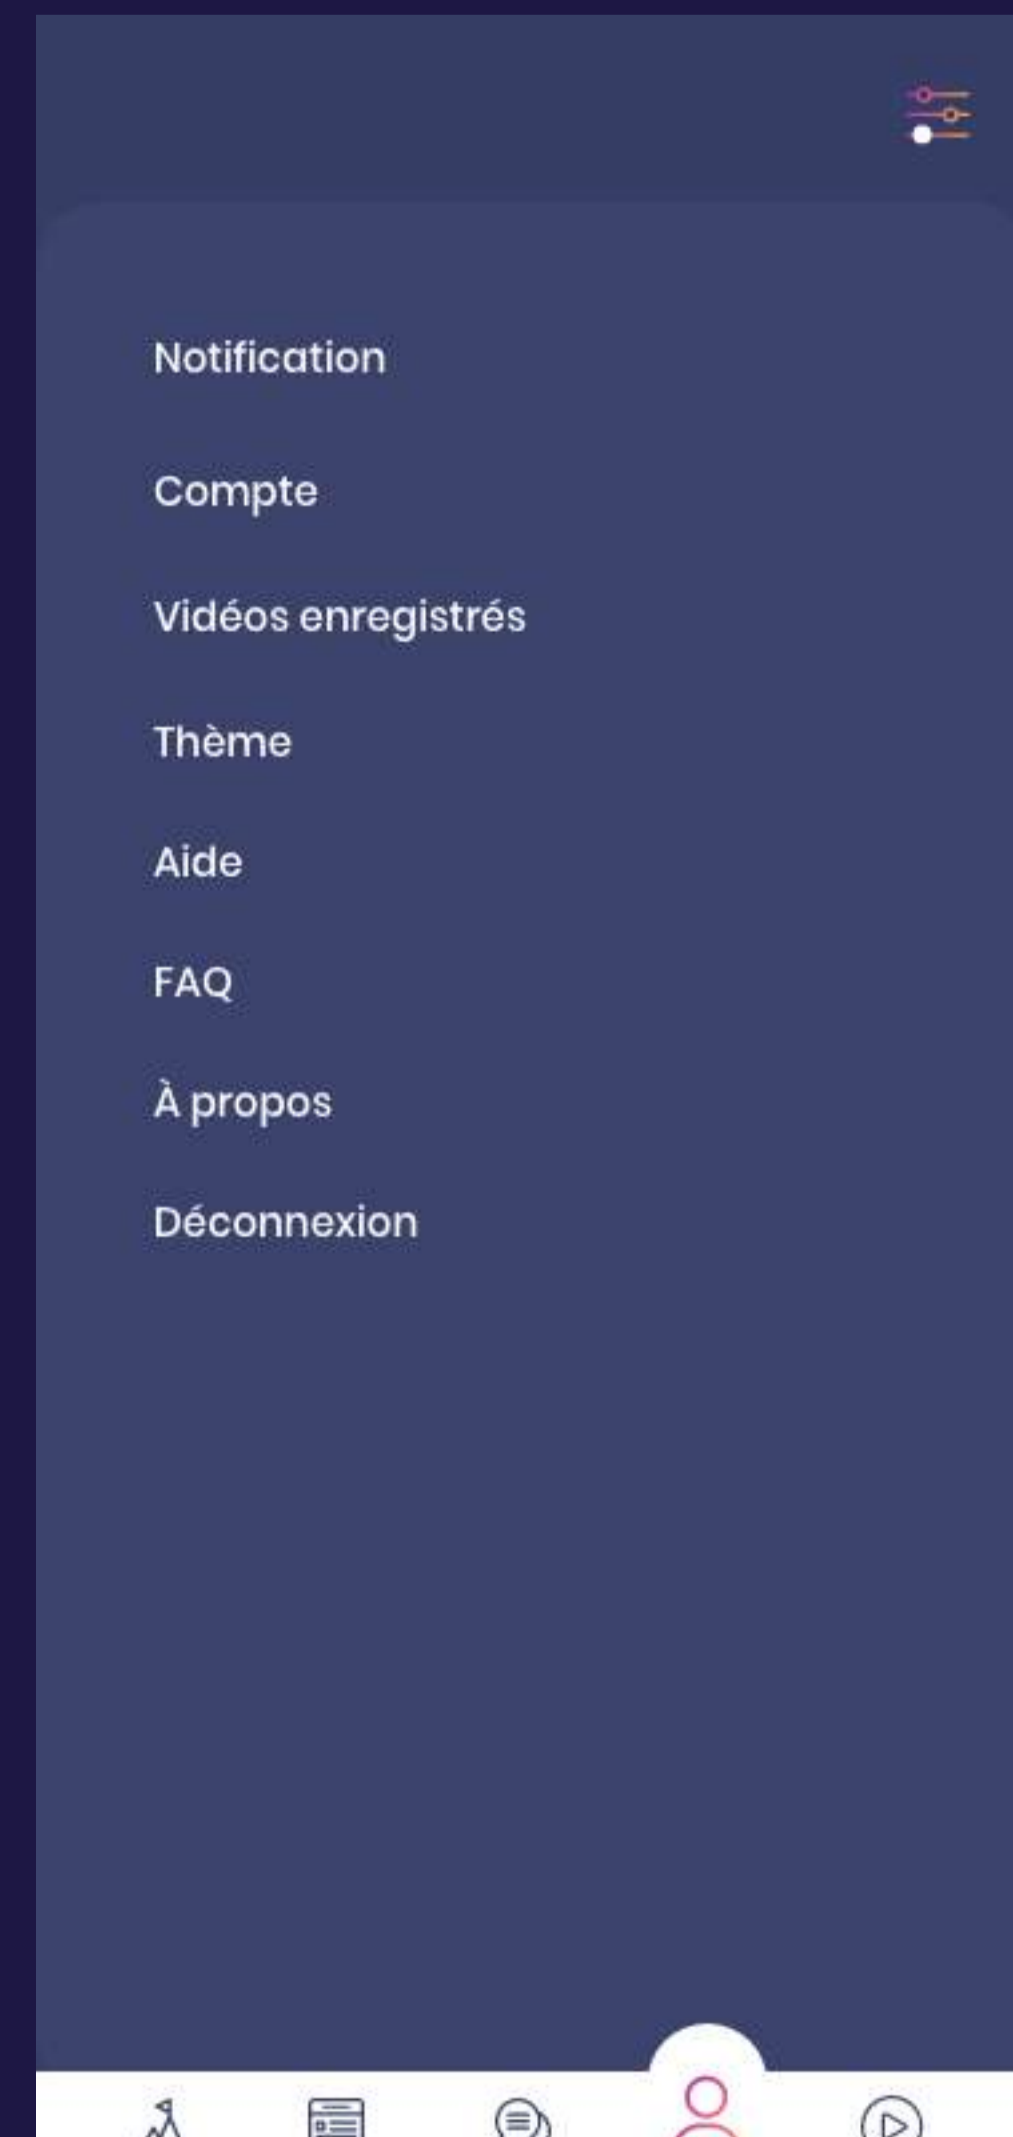 Notification
Compte
Vidéos enregistrés
Thème
Aide
FAQ
À propos
Déconnexion